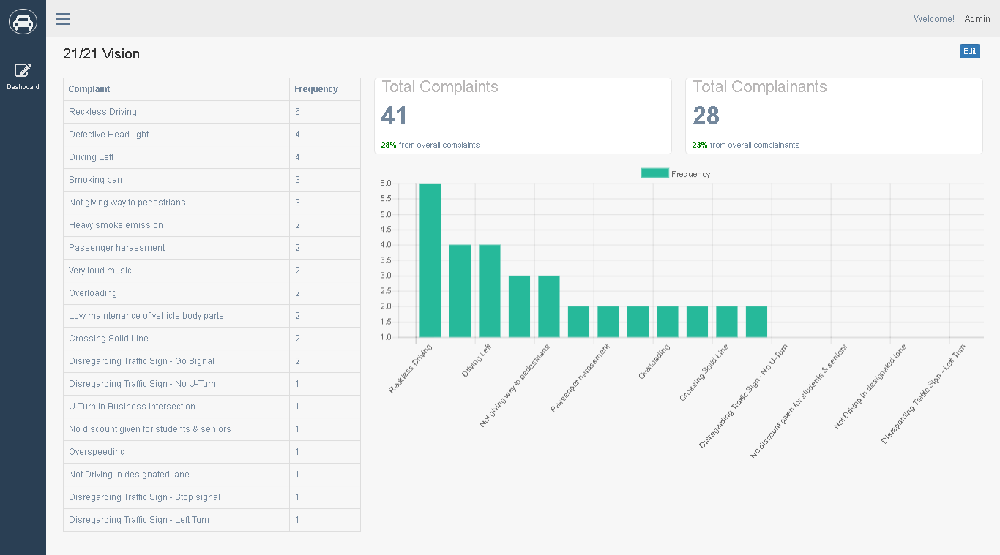 Welcome! Admin
Dashboard
21/21 Vision
Edit
Complaint Frequency
Reckless Driving 6
Defective Head light 4
Driving Left 4
Smoking ban 3
Not giving way to pedestrians 3
Heavy smoke emission 2
Passenger harassment 2
Very loud music 2
Overloading 2
Low maintenance of vehicle body parts 2
Crossing Solid Line 2
Disregarding Traffic Sign - Go Signal 2
Disregarding Traffic Sign - No U-Turn 1
U-Turn in Business Intersection 1
No discount given for students & seniors 1
Overspeeding 1
Not Driving in designated lane 1
Disregarding Traffic Sign - Stop signal 1
Disregarding Traffic Sign - Left Turn 1
Total Complaints
41
28% from overall complaints
Total Complainants
28
23% from overall complainants
Frequency
6.0
5.5
5.0
4.5
4.0
3.5
3.0
2.5
2.0
1.5
1.0
Reckless Driving
Driving Left
Not giving way to pedestrians
Passenger harassment
Overloading
Crossing Solid Line
Disregarding Traffic Sign - No U-Turn
No discount given for students & seniors
Not Driving in designated lane
Disregarding Traffic Sign - Left Turn